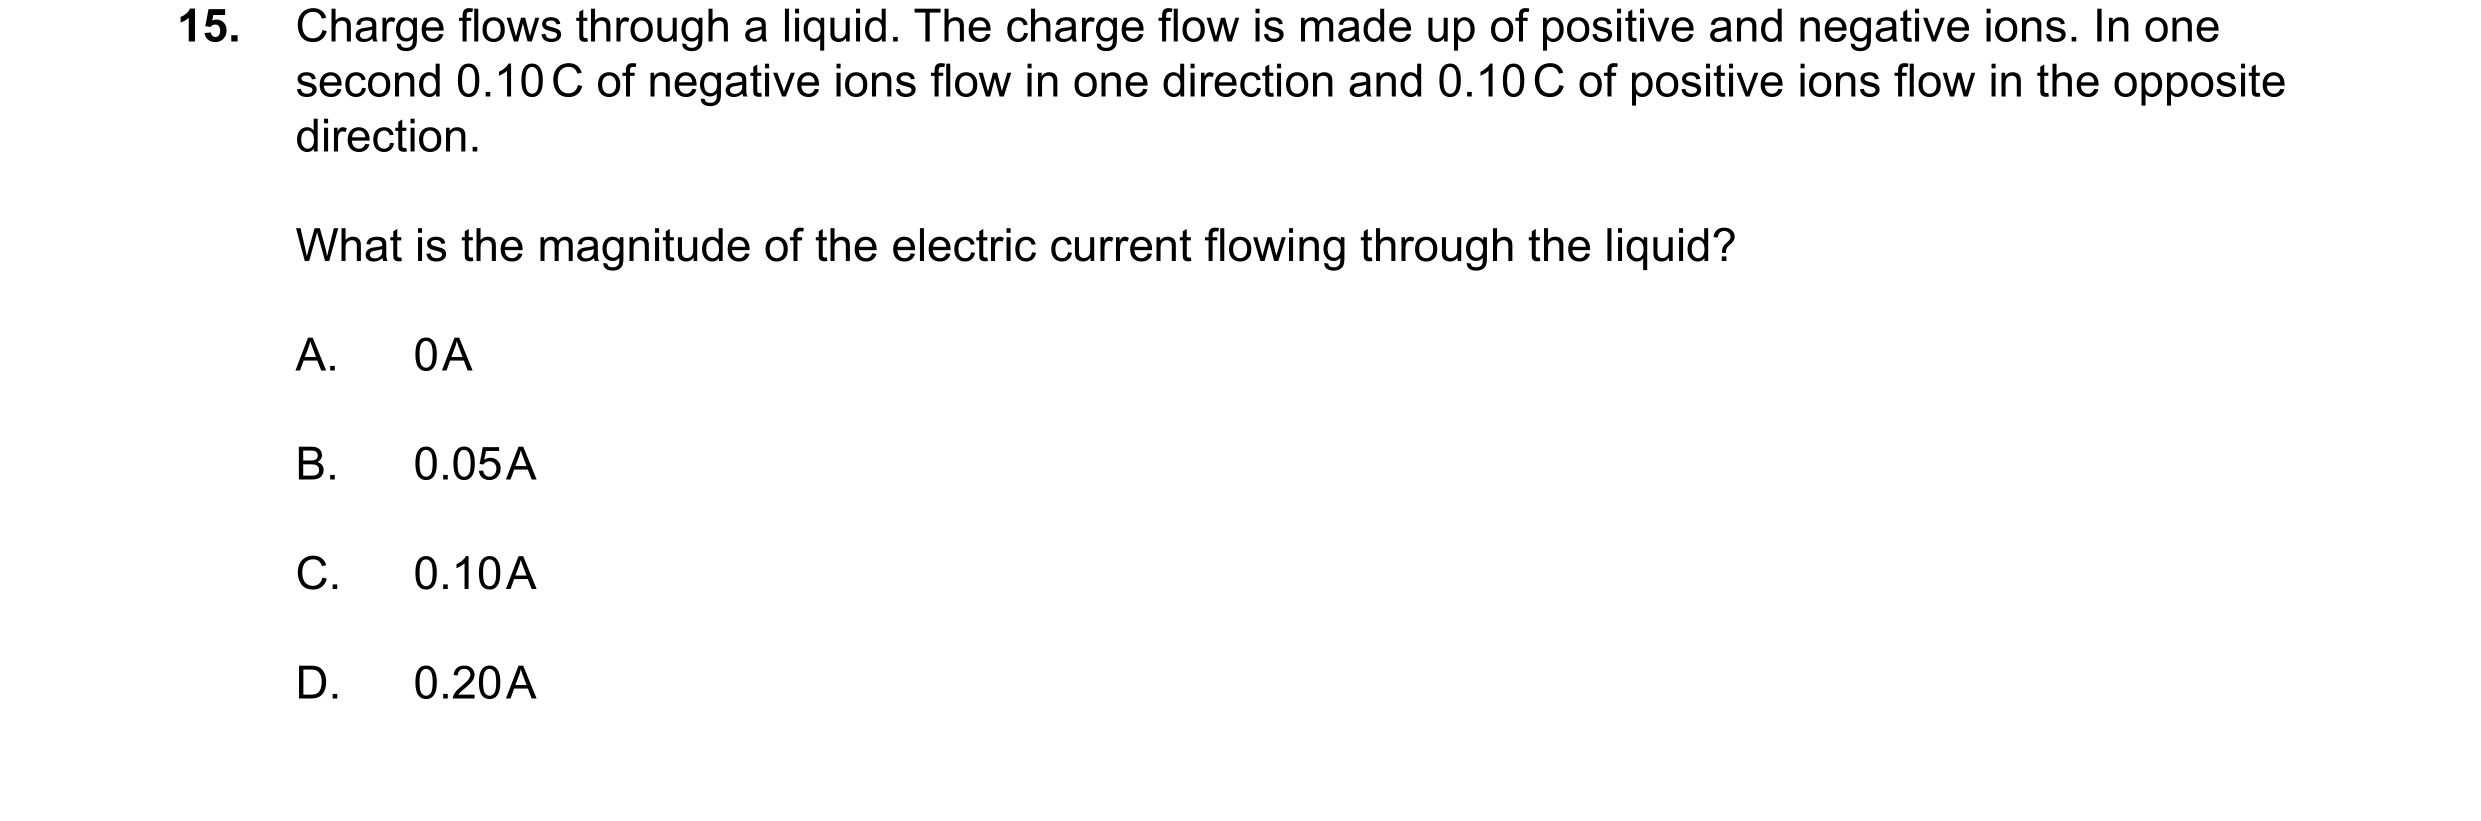 15. Charge flows through a liquid. The charge flow is made up of positive and negative ions. In one
second 0.10 C of negative ions flow in one direction and 0.10 C of positive ions flow in the opposite
direction.
What is the magnitude of the electric current flowing through the liquid?
A. 0 A
B. 0.05 A
C. 0.10 A
D. 0.20 A